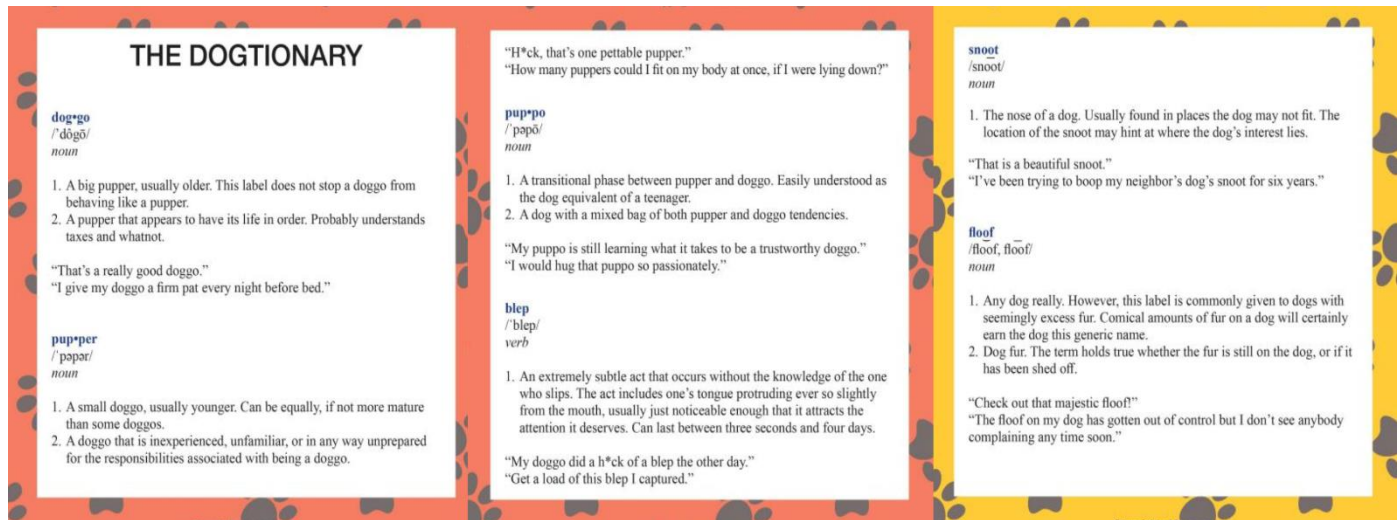 THE DOGTIONARY
dog•go
/ˈdôgō/
noun
1. A big pupper, usually older. This label does not stop a doggo from
behaving like a pupper.
2. A pupper that appears to have its life in order. Probably understands
taxes and whatnot.
“That’s a really good doggo.”
“I give my doggo a firm pat every night before bed.”
pup•per
/ˈpəpər/
noun
1. A small doggo, usually younger. Can be equally, if not more mature
than some doggos.
2. A doggo that is inexperienced, unfamiliar, or in any way unprepared
for the responsibilities associated with being a doggo.
“H*ck, that’s one pettable pupper.”
“How many puppers could I fit on my body at once, if I were lying down?”
pup•po
/ˈpəpō/
noun
1. A transitional phase between pupper and doggo. Easily understood as
the dog equivalent of a teenager.
2. A dog with a mixed bag of both pupper and doggo tendencies.
“My puppo is still learning what it takes to be a trustworthy doggo.”
“I would hug that puppo so passionately.”
blep
/ˈblep/
verb
1. An extremely subtle act that occurs without the knowledge of the one
who slips. The act includes one’s tongue protruding ever so slightly
from the mouth, usually just noticeable enough that it attracts the
attention it deserves. Can last between three seconds and four days.
“My doggo did a h*ck of a blep the other day.”
“Get a load of this blep I captured.”
snoot
/sno͞ot/
noun
1. The nose of a dog. Usually found in places the dog may not fit. The
location of the snoot may hint at where the dog’s interest lies.
“That is a beautiful snoot.”
“I’ve been trying to boop my neighbor’s dog’s snoot for six years.”
floof
/flo͝of, flo͞of/
noun
1. Any dog really. However, this label is commonly given to dogs with
seemingly excess fur. Comical amounts of fur on a dog will certainly
earn the dog this generic name.
2. Dog fur. The term holds true whether the fur is still on the dog, or if it
has been shed off.
“Check out that majestic floof!”
“The floof on my dog has gotten out of control but I don’t see anybody
complaining any time soon.”